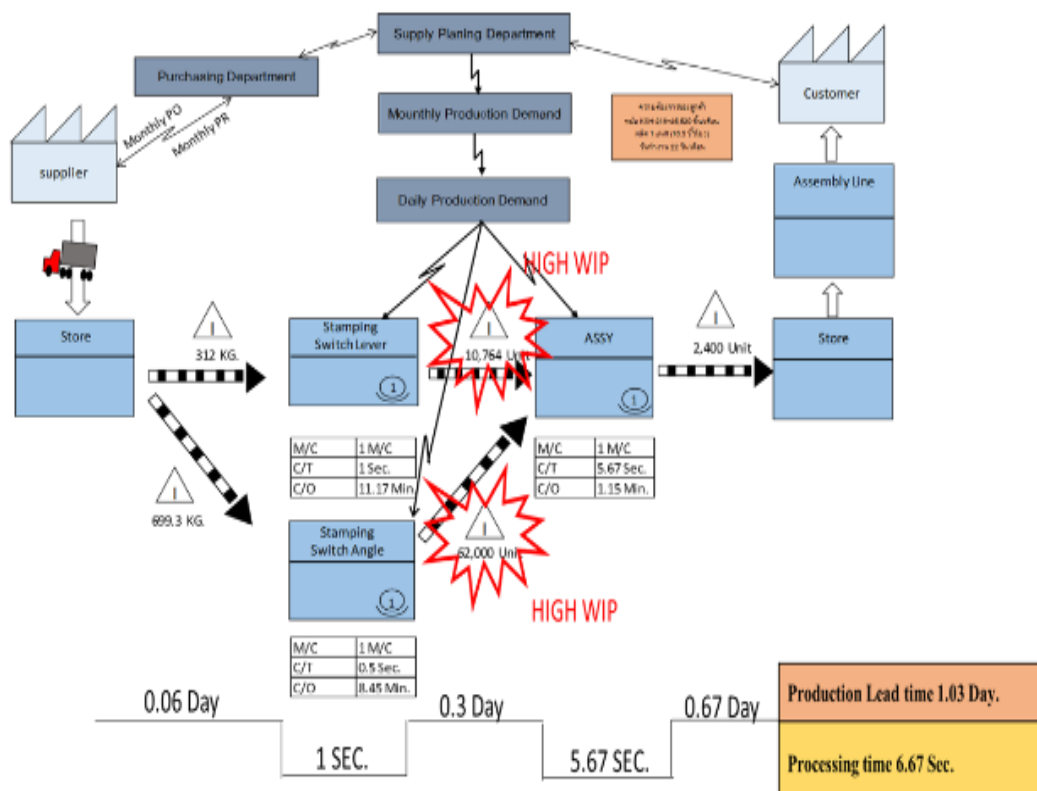 Supply Planing Department
Purchasing Department
Customer
Mounthly Production Demand
Monthly PO
Monthly PR
supplier
Assembly Line
Daily Production Demand
HIGH WIP
Store
I
312 KG.
Stamping
Switch Lever
1
I
10,764 Unit
ASSY
1
I
2,400 Unit
Store
M/C 1 M/C
C/T 1 Sec.
C/O 11.17 Min.
M/C 1 M/C
C/T 5.67 Sec.
C/O 1.15 Min.
I
699.3 KG.
Stamping
Switch Angle
1
I
62,000 Unit
HIGH WIP
M/C 1 M/C
C/T 0.5 Sec.
C/O 8.45 Min.
0.06 Day
0.3 Day
0.67 Day
1 SEC.
5.67 SEC.
Production Lead time 1.03 Day.
Processing time 6.67 Sec.